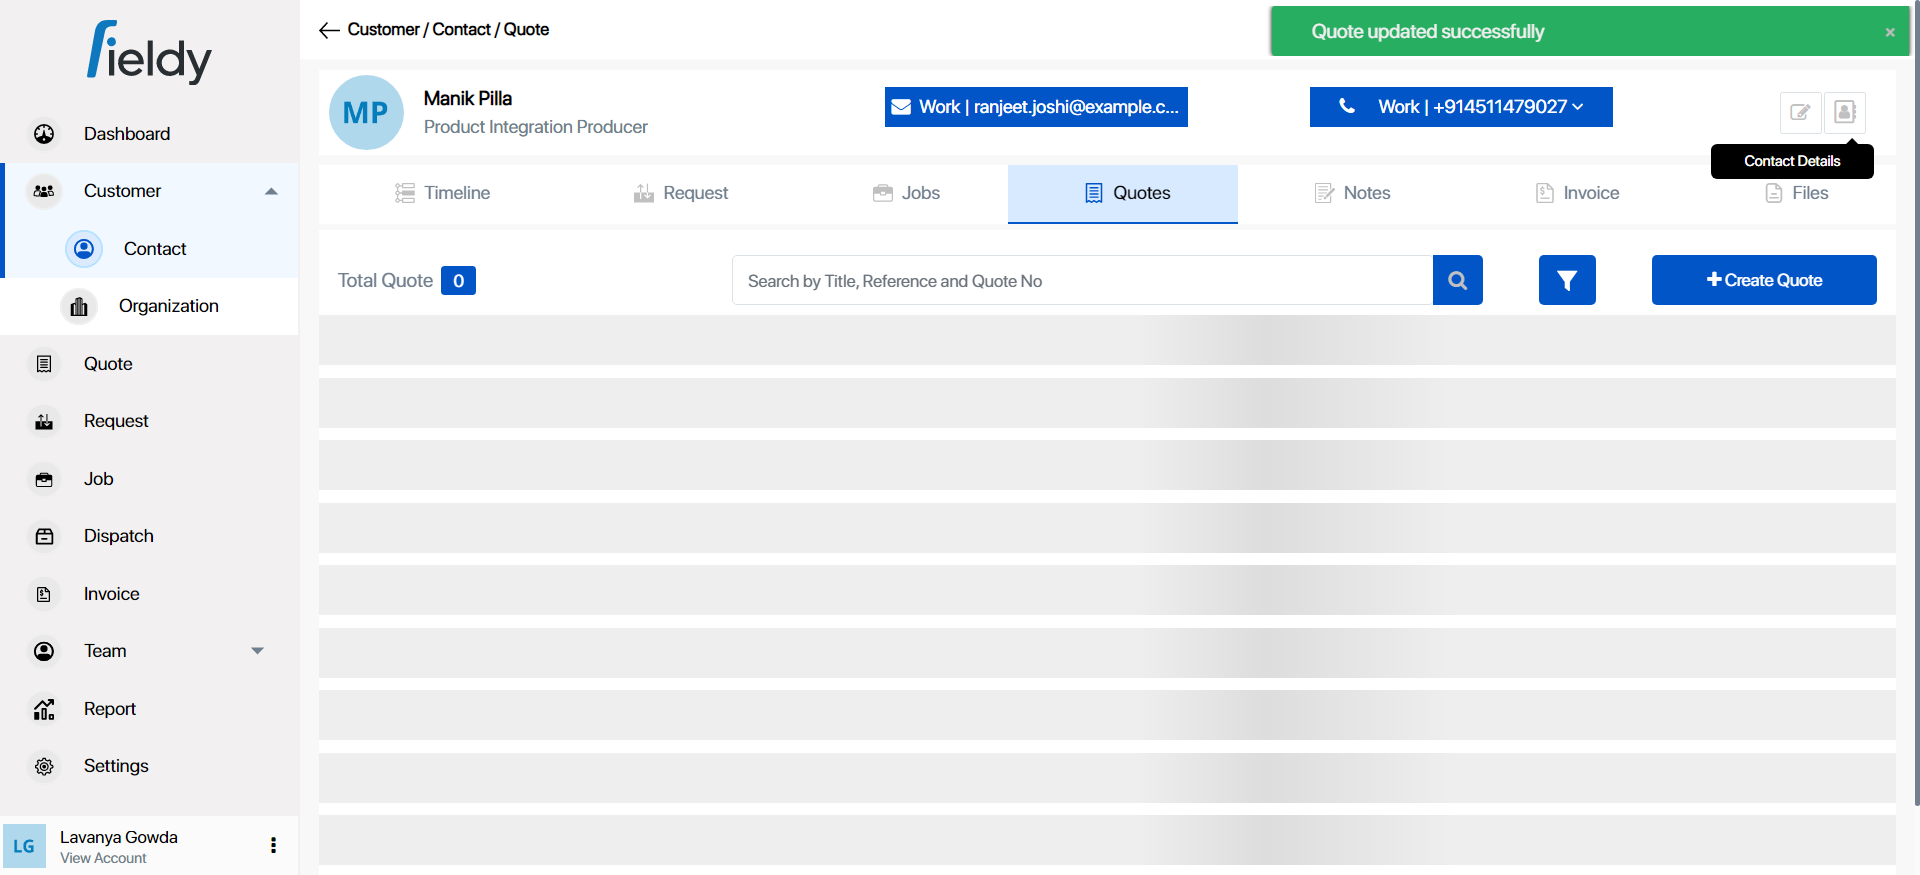 fieldy
Customer / Contact / Quote
Quote updated successfully
×
MP
Manik Pilla
Product Integration Producer
Work | ranjeet.joshi@example.c...
Work | +914511479027
Contact Details
Dashboard
Customer
Contact
Organization
Quote
Request
Job
Dispatch
Invoice
Team
Report
Settings
LG
Lavanya Gowda
View Account
Timeline
Request
Jobs
Quotes
Notes
Invoice
Files
Total Quote 0
Search by Title, Reference and Quote No
+ Create Quote